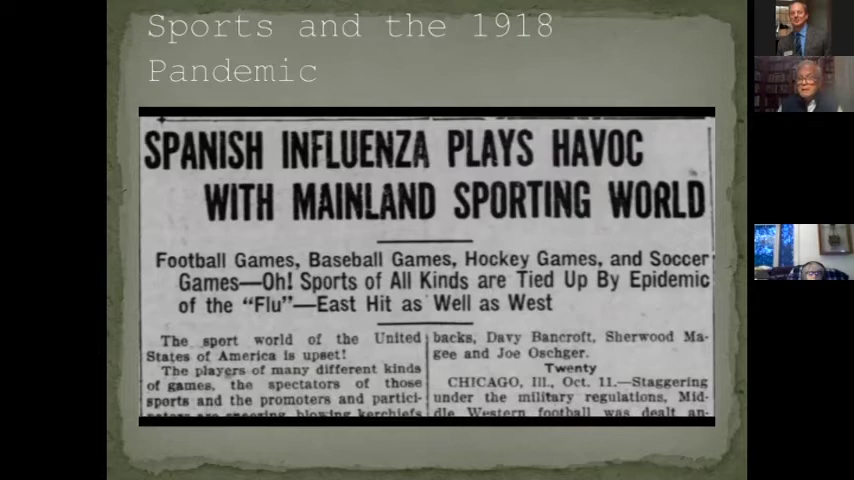 Sports and the 1918
Pandemic
SPANISH INFLUENZA PLAYS HAVOC
WITH MAINLAND SPORTING WORLD
Football Games, Baseball Games, Hockey Games, and Soccer
Games—Oh! Sports of All Kinds are Tied Up By Epidemic
of the "Flu"—East Hit as Well as West
The sport world of the United
States of America is upset!
The players of many different kinds
of games, the spectators of those
sports and the promoters and partici-
sneezing, blowing kerchiefs
backs, Davy Bancroft, Sherwood Ma-
gee and Joe Oschger.
Twenty
CHICAGO, Ill., Oct. 11.—Staggering
under the military regulations, Mid-
dle Western football was dealt an-